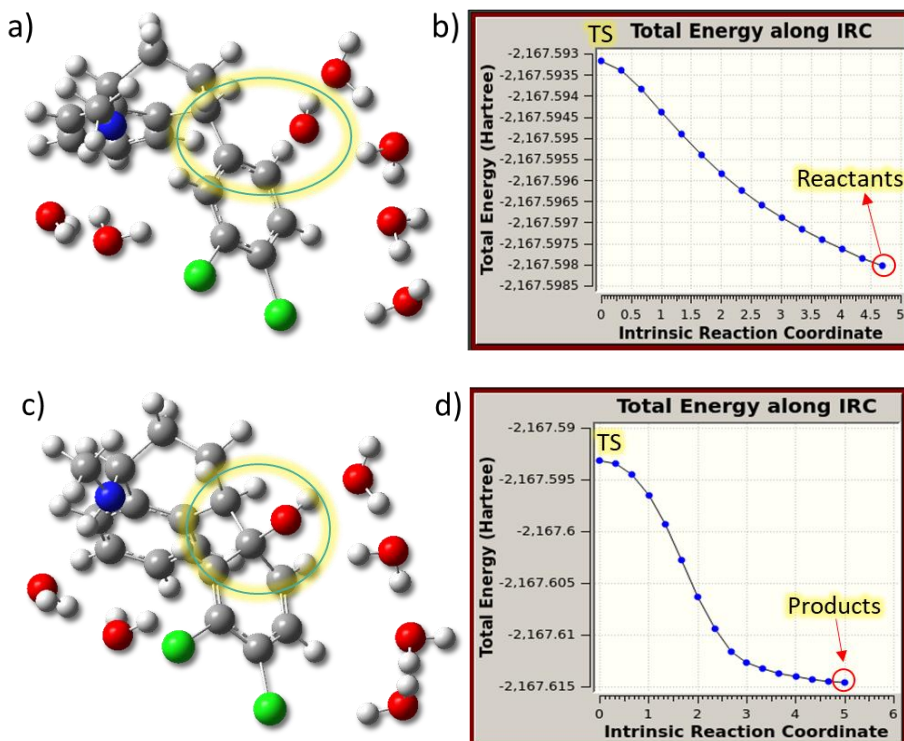 a)
b)
TS
Total Energy along IRC
Total Energy (Hartree)
-2,167.593
-2,167.5935
-2,167.594
-2,167.5945
-2,167.595
-2,167.5955
-2,167.596
-2,167.5965
-2,167.597
-2,167.5975
-2,167.598
-2,167.5985
Reactants
0 0.5 1 1.5 2 2.5 3 3.5 4 4.5 5
Intrinsic Reaction Coordinate
c)
d)
Total Energy along IRC
TS
Total Energy (Hartree)
-2,167.59
-2,167.595
-2,167.6
-2,167.605
-2,167.61
-2,167.615
Products
0 1 2 3 4 5 6
Intrinsic Reaction Coordinate